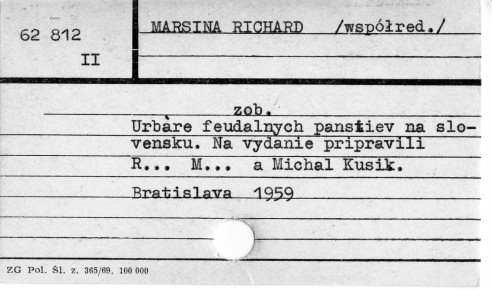 62 812
II
MARSINA RICHARD /współred./
zob.
Urbàre feudalnych panstiev na slo-
vensku. Na vydanie pripravili
R... M... a Michal Kusik.
Bratislava 1959
ZG Pol. Śl. z. 365/69. 100 000